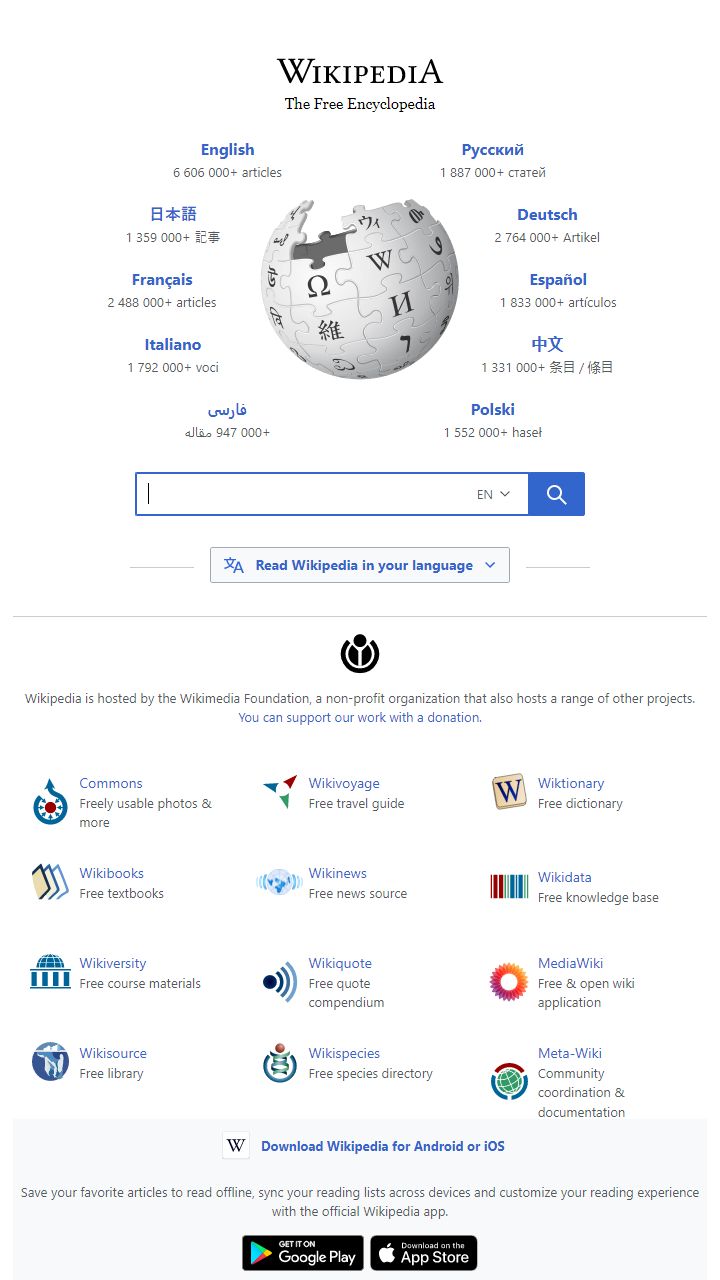 WIKIPEDIA
The Free Encyclopedia
English
6 606 000+ articles
Русский
1 887 000+ статей
日本語
1 359 000+ 記事
Deutsch
2 764 000+ Artikel
Français
2 488 000+ articles
Español
1 833 000+ artículos
Italiano
1 792 000+ voci
中文
1 331 000+ 条目 / 條目
فارسی
۹47 000+ مقاله
Polski
1 552 000+ haseł
Ω
W
И
維
ウィ
EN
Read Wikipedia in your language
Wikipedia is hosted by the Wikimedia Foundation, a non-profit organization that also hosts a range of other projects.
You can support our work with a donation.
Commons
Freely usable photos &
more
Wikivoyage
Free travel guide
Wiktionary
Free dictionary
W
Wikibooks
Free textbooks
Wikinews
Free news source
Wikidata
Free knowledge base
Wikiversity
Free course materials
Wikiquote
Free quote
compendium
MediaWiki
Free & open wiki
application
Wikisource
Free library
Wikispecies
Free species directory
Meta-Wiki
Community
coordination &
documentation
W
Download Wikipedia for Android or iOS
Save your favorite articles to read offline, sync your reading lists across devices and customize your reading experience
with the official Wikipedia app.
GET IT ON
Google Play
Download on the
App Store